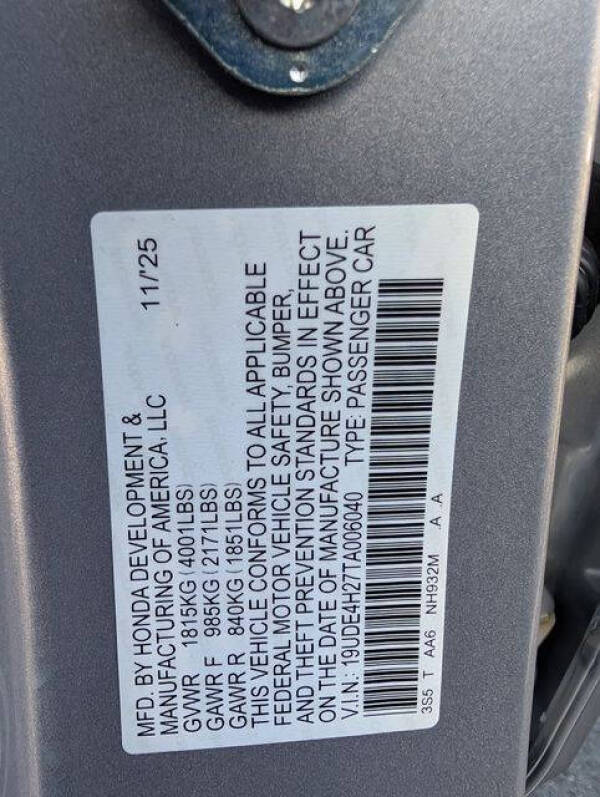 MFD. BY HONDA DEVELOPMENT &
MANUFACTURING OF AMERICA, LLC 11/'25
GVWR 1815KG (4001LBS)
GAWR F 985KG (2171LBS)
GAWR R 840KG (1851LBS)
THIS VEHICLE CONFORMS TO ALL APPLICABLE
FEDERAL MOTOR VEHICLE SAFETY, BUMPER,
AND THEFT PREVENTION STANDARDS IN EFFECT
ON THE DATE OF MANUFACTURE SHOWN ABOVE.
V.I.N.: 19UDE4H27TA006040 TYPE: PASSENGER CAR
3S5 T AA6 NH932M .A .A